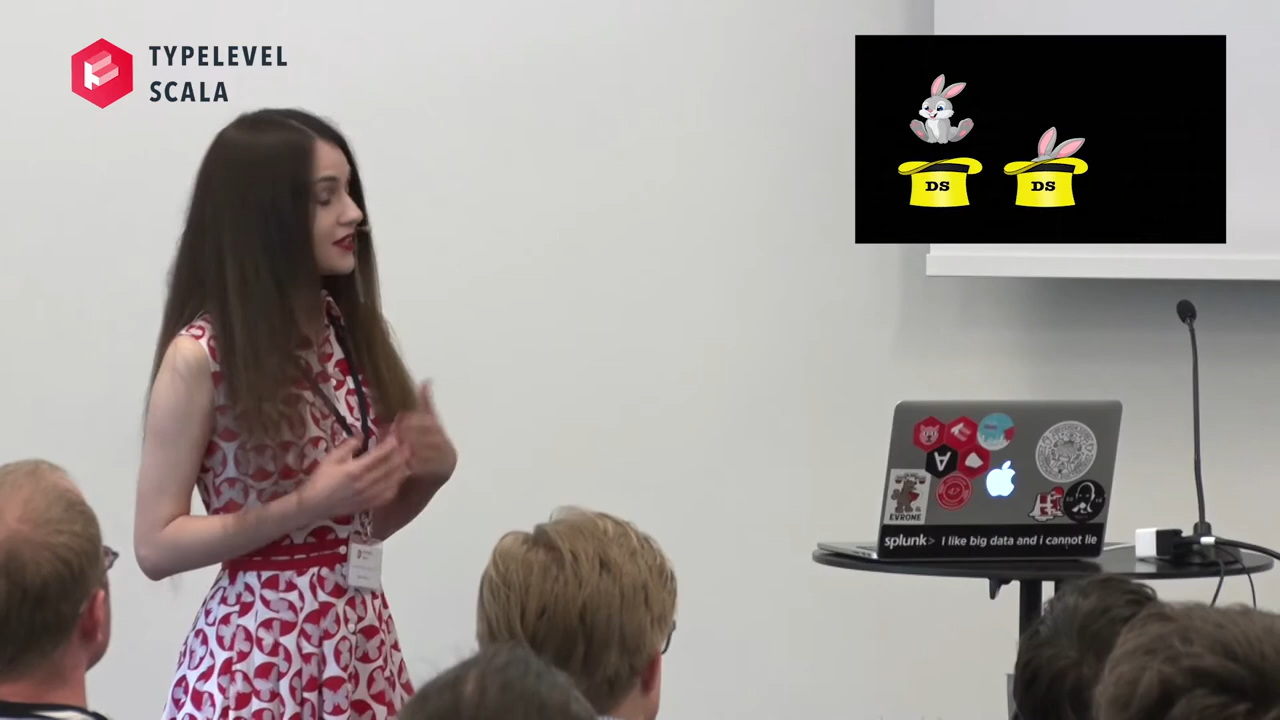 TYPELEVEL
SCALA
DS
DS
EVRONE
splunk> I like big data and i cannot lie